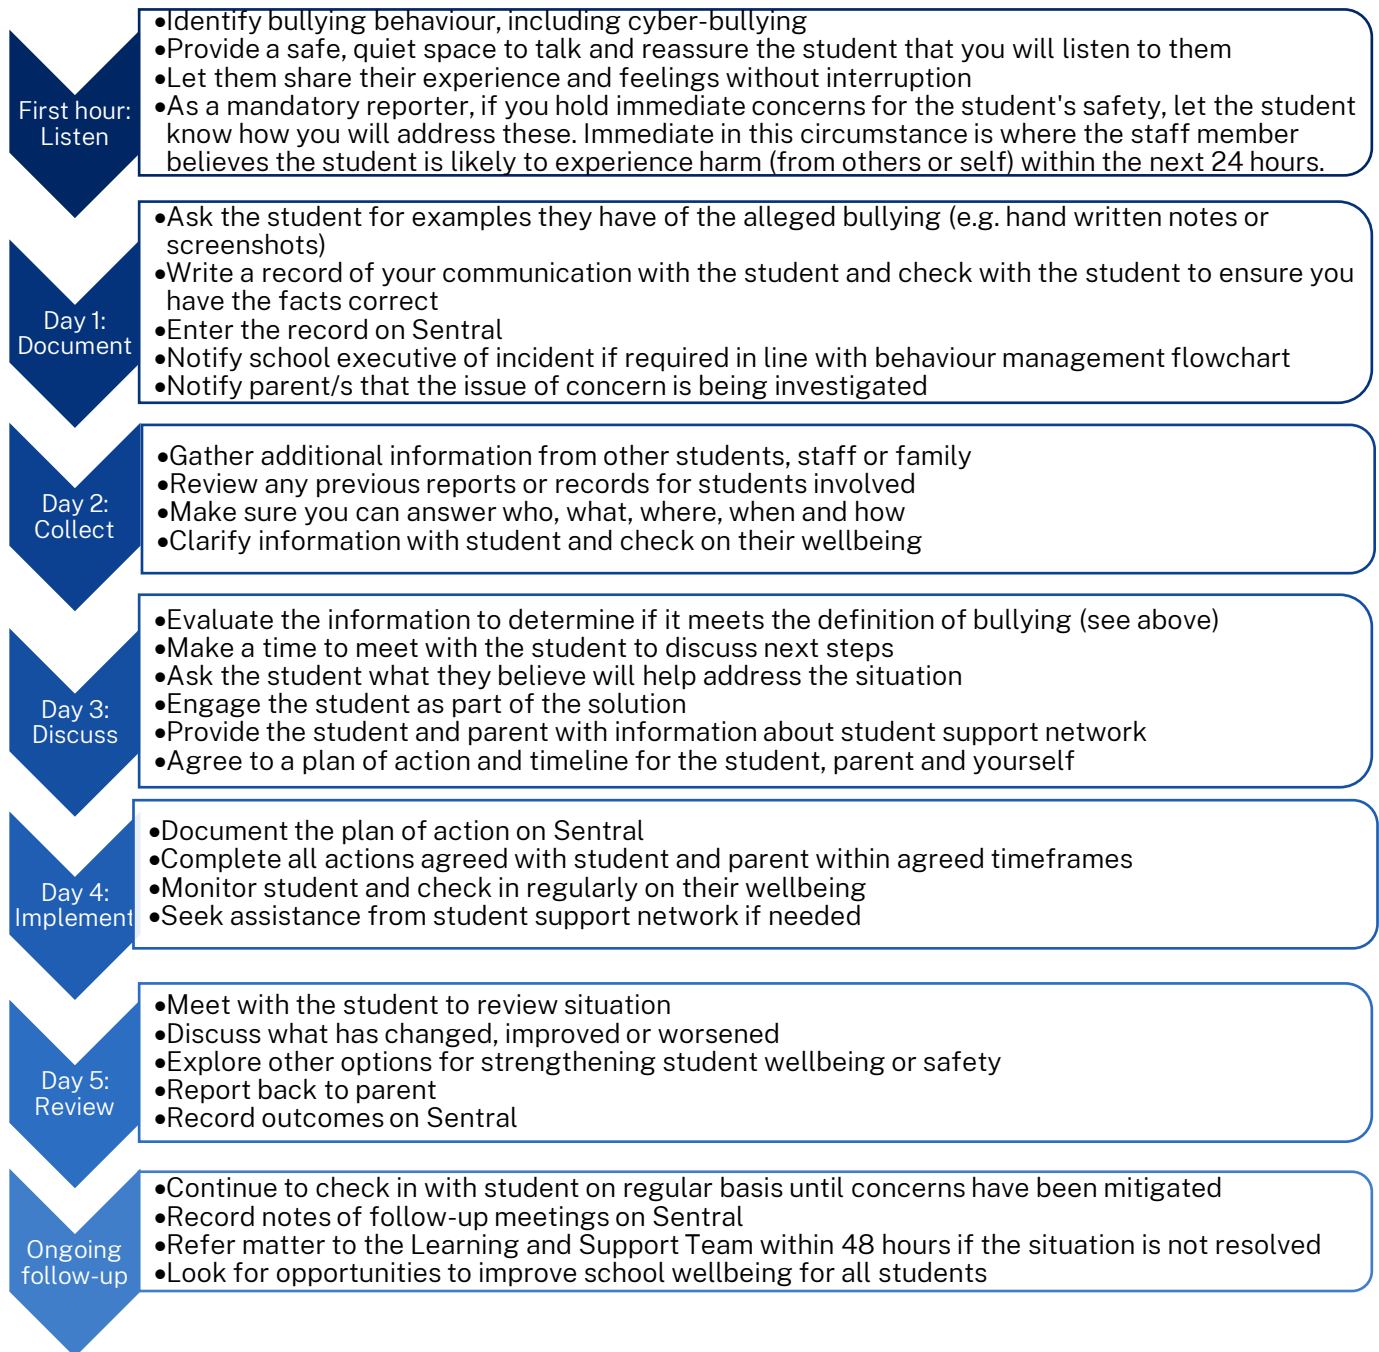 First hour:
Listen
•Identify bullying behaviour, including cyber-bullying
•Provide a safe, quiet space to talk and reassure the student that you will listen to them
•Let them share their experience and feelings without interruption
•As a mandatory reporter, if you hold immediate concerns for the student's safety, let the student
know how you will address these. Immediate in this circumstance is where the staff member
believes the student is likely to experience harm (from others or self) within the next 24 hours.
Day 1:
Document
•Ask the student for examples they have of the alleged bullying (e.g. hand written notes or
screenshots)
•Write a record of your communication with the student and check with the student to ensure you
have the facts correct
•Enter the record on Sentral
•Notify school executive of incident if required in line with behaviour management flowchart
•Notify parent/s that the issue of concern is being investigated
Day 2:
Collect
•Gather additional information from other students, staff or family
•Review any previous reports or records for students involved
•Make sure you can answer who, what, where, when and how
•Clarify information with student and check on their wellbeing
Day 3:
Discuss
•Evaluate the information to determine if it meets the definition of bullying (see above)
•Make a time to meet with the student to discuss next steps
•Ask the student what they believe will help address the situation
•Engage the student as part of the solution
•Provide the student and parent with information about student support network
•Agree to a plan of action and timeline for the student, parent and yourself
Day 4:
Implement
•Document the plan of action on Sentral
•Complete all actions agreed with student and parent within agreed timeframes
•Monitor student and check in regularly on their wellbeing
•Seek assistance from student support network if needed
Day 5:
Review
•Meet with the student to review situation
•Discuss what has changed, improved or worsened
•Explore other options for strengthening student wellbeing or safety
•Report back to parent
•Record outcomes on Sentral
Ongoing
follow-up
•Continue to check in with student on regular basis until concerns have been mitigated
•Record notes of follow-up meetings on Sentral
•Refer matter to the Learning and Support Team within 48 hours if the situation is not resolved
•Look for opportunities to improve school wellbeing for all students